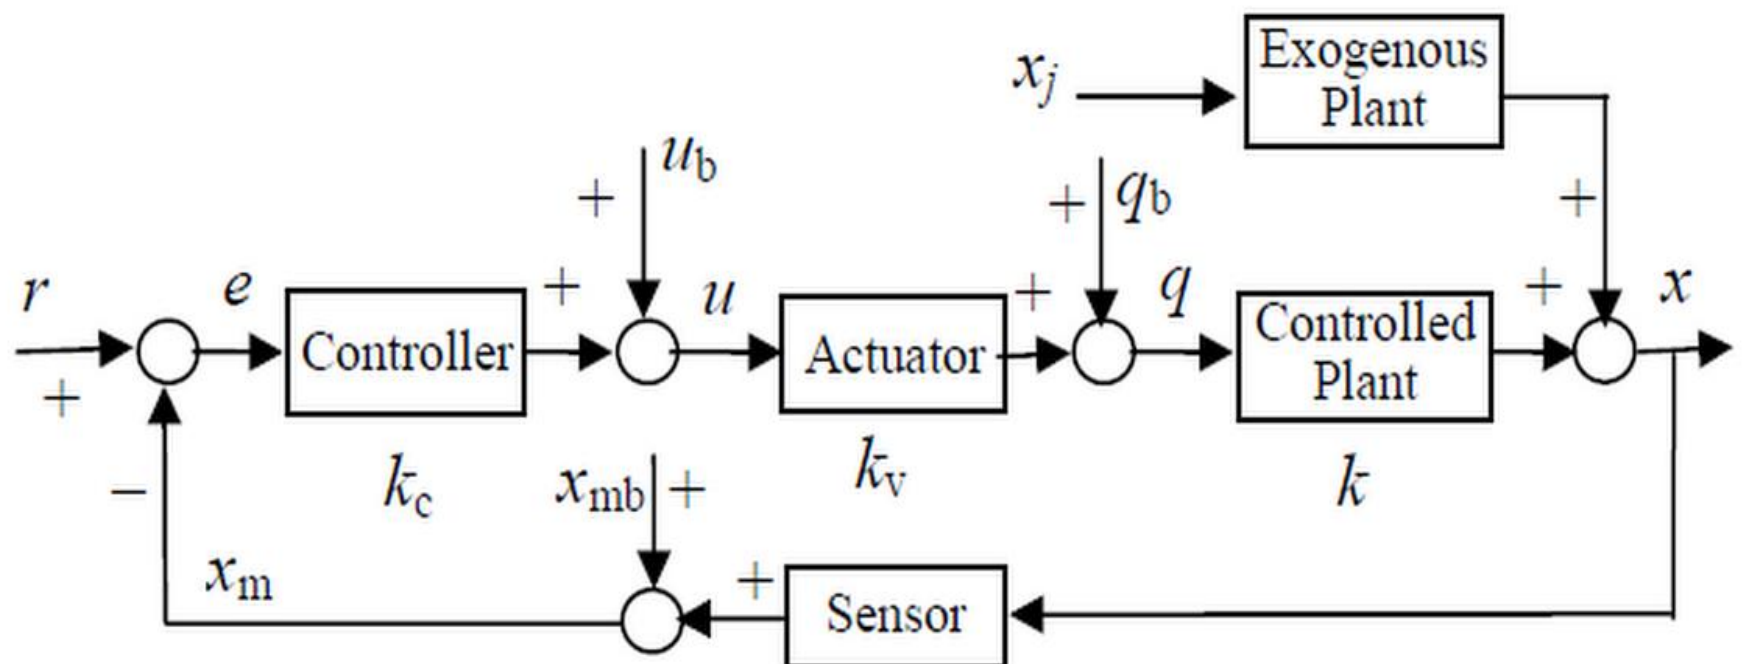 Exogenous
Plant
xj
+
ub
+
qb
+
r
e
+
u
+
q
+
x
+
Controller
Actuator
Controlled
Plant
−
kc
xmb
+
kv
k
xm
+
Sensor